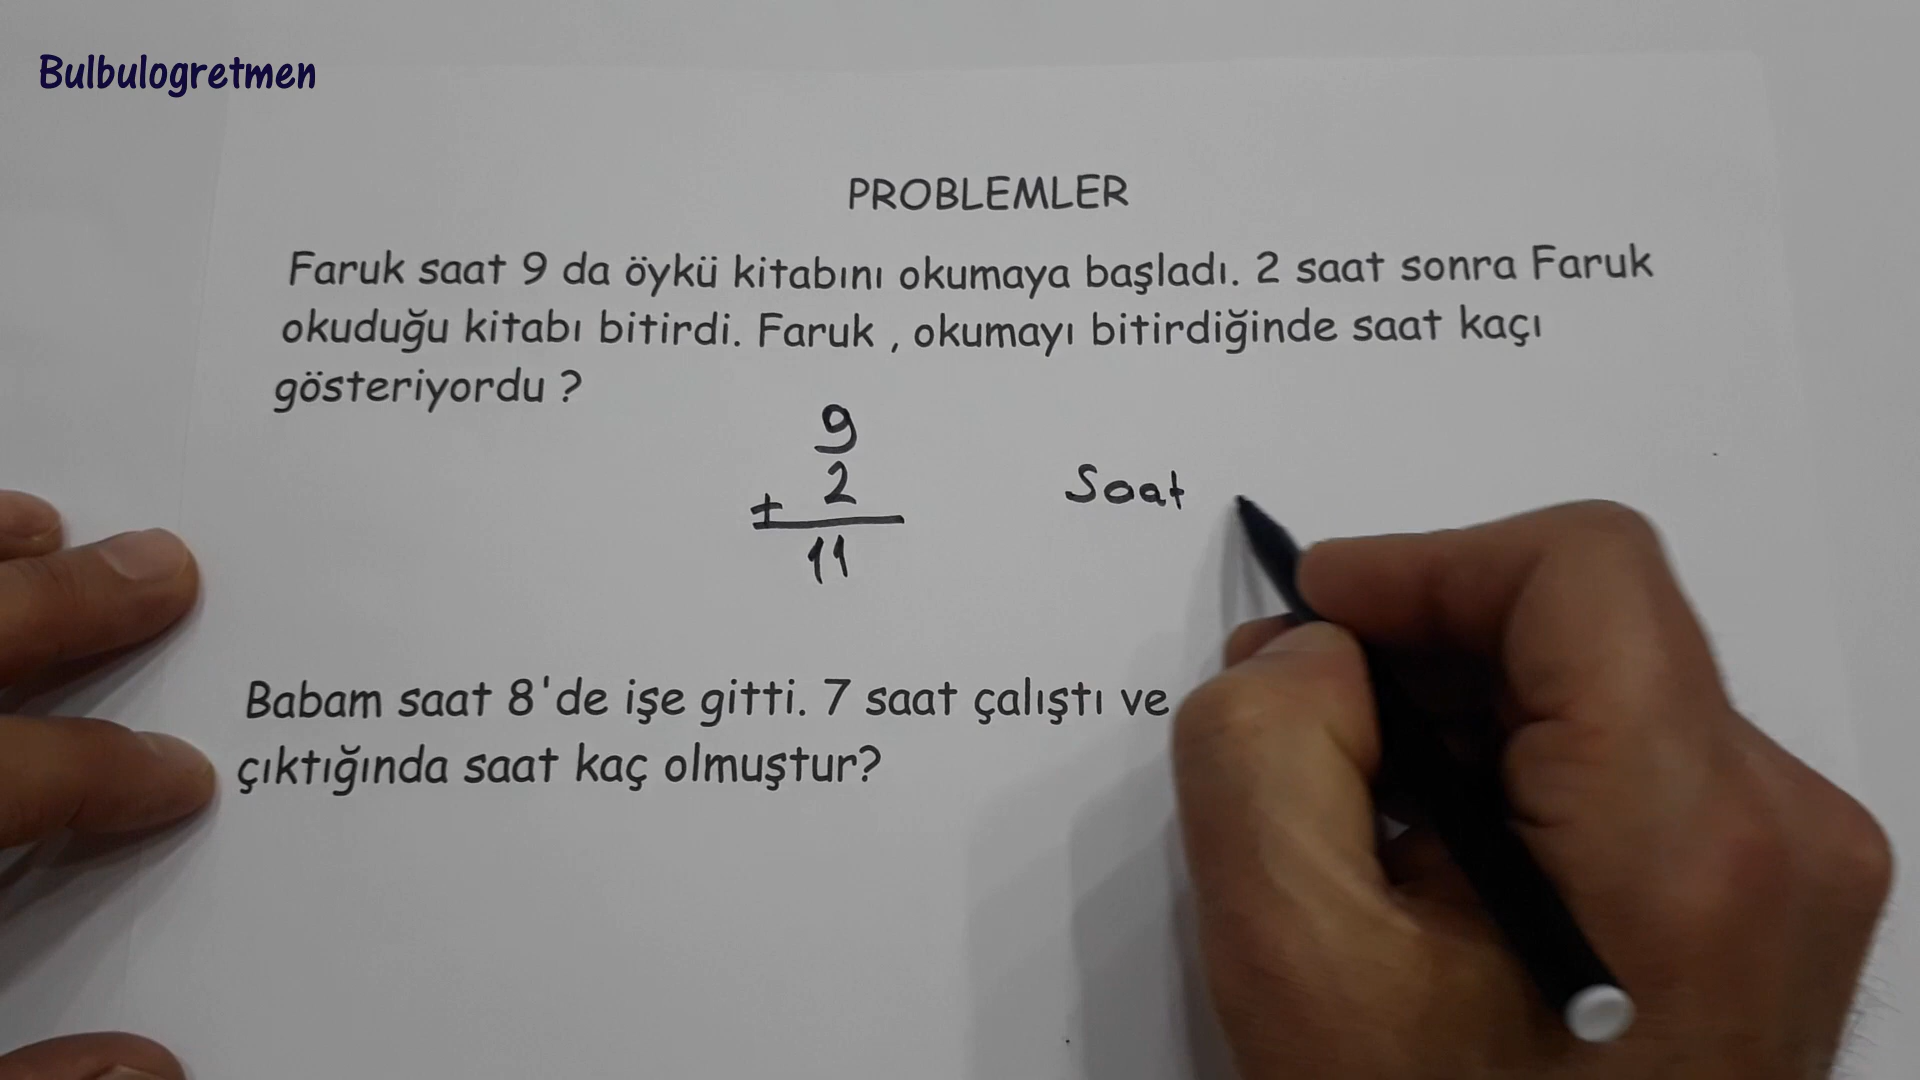 Bulbulogretmen
PROBLEMLER
Faruk saat 9 da öykü kitabını okumaya başladı. 2 saat sonra Faruk
okuduğu kitabı bitirdi. Faruk , okumayı bitirdiğinde saat kaçı
gösteriyordu ?
9
+ 2
11
Saat
Babam saat 8'de işe gitti. 7 saat çalıştı ve
çıktığında saat kaç olmuştur?